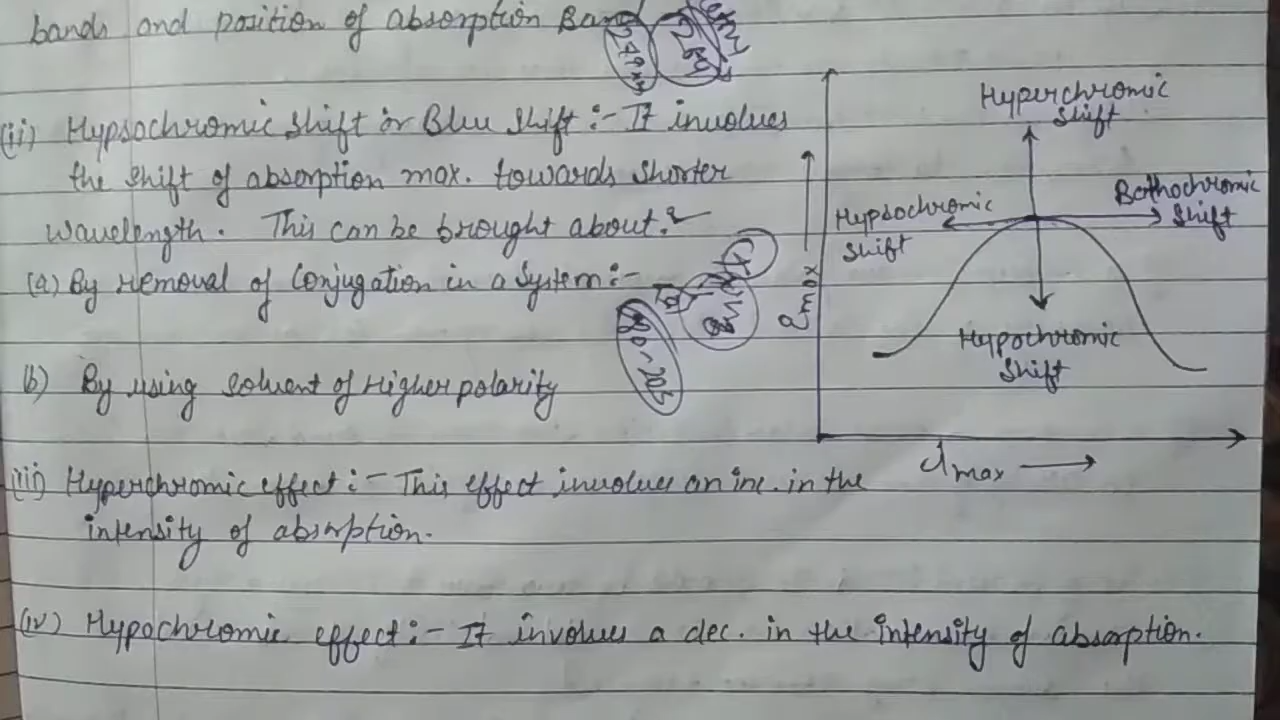 bands and position of absorption Band
(ii) Hypsochromic shift or Blue shift :- It involves
the shift of absorption max. towards shorter
wavelength. This can be brought about:-
(a) By removal of Conjugation in a System :-
b) By using solvent of Higher polarity
(iii) Hyperchromic effect :- This effect involves an inc. in the
intensity of absorption.
(iv) Hypochromic effect :- It involves a dec. in the intensity of absorption.
Hyperchromic
Shift
Hypsochromic
Shift
Bathochromic
Shift
Hypochromic
Shift
εmax
λmax